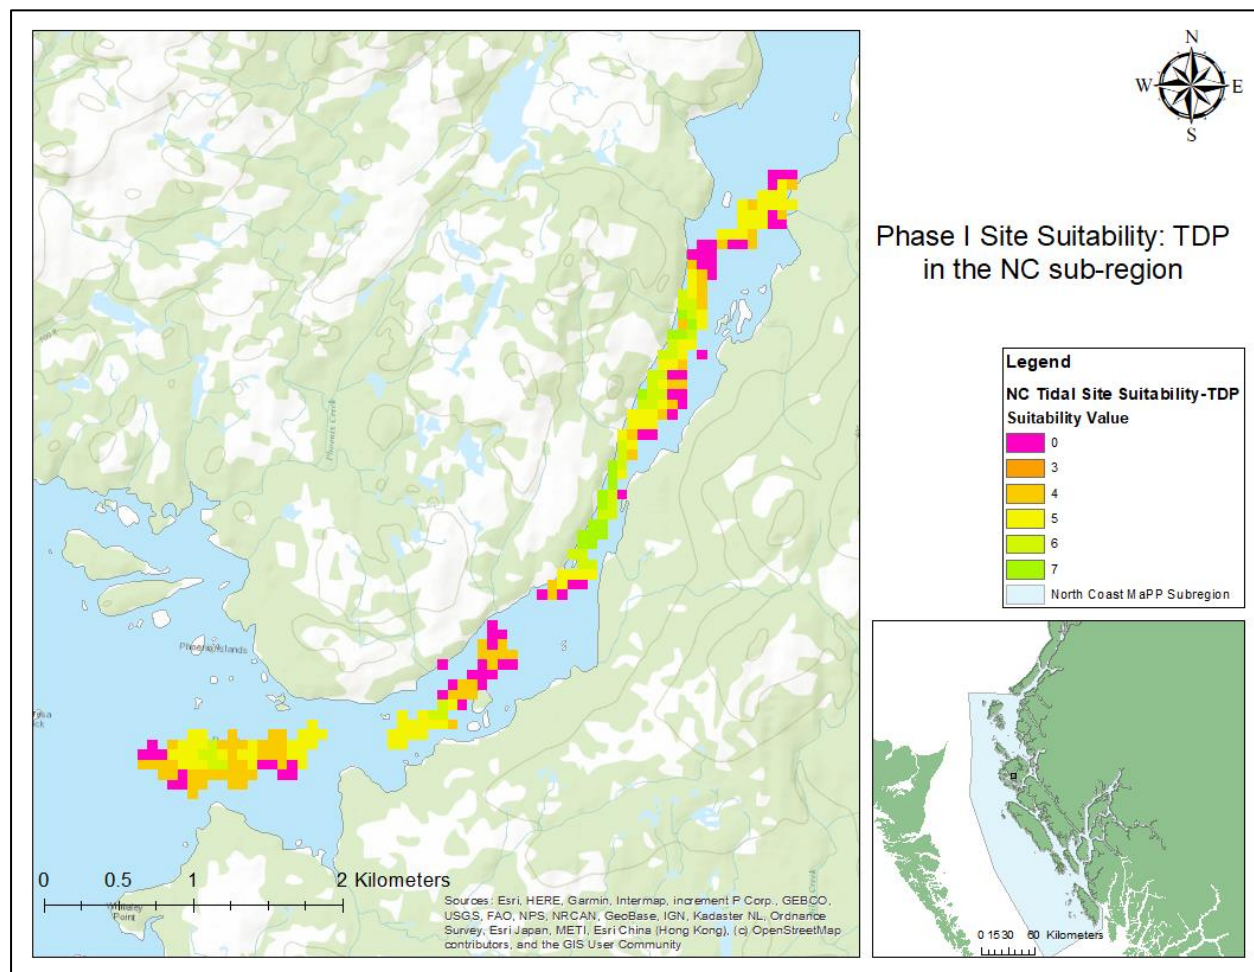 N
W E
S
Phase I Site Suitability: TDP
in the NC sub-region
Legend
NC Tidal Site Suitability-TDP
Suitability Value
0
3
4
5
6
7
North Coast MaPP Subregion
Phoenix Creek
Phoenix Islands
Point
0 0.5 1 2 Kilometers
Sources: Esri, HERE, Garmin, Intermap, increment P Corp., GEBCO,
USGS, FAO, NPS, NRCAN, GeoBase, IGN, Kadaster NL, Ordnance
Survey, Esri Japan, METI, Esri China (Hong Kong), (c) OpenStreetMap
contributors, and the GIS User Community
0 15 30 60 Kilometers